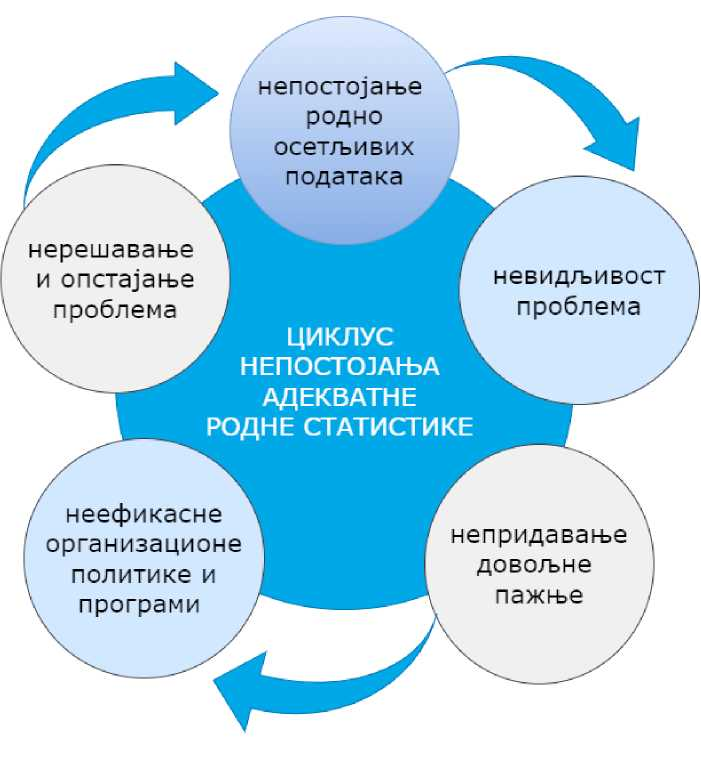 непостојање
родно
осетљивих
података
невидљивост
проблема
непридавање
довољне
пажње
неефикасне
организационе
политике и
програми
нерешавање
и опстајање
проблема
ЦИКЛУС
НЕПОСТОЈАЊА
АДЕКВАТНЕ
РОДНЕ СТАТИСТИКЕ